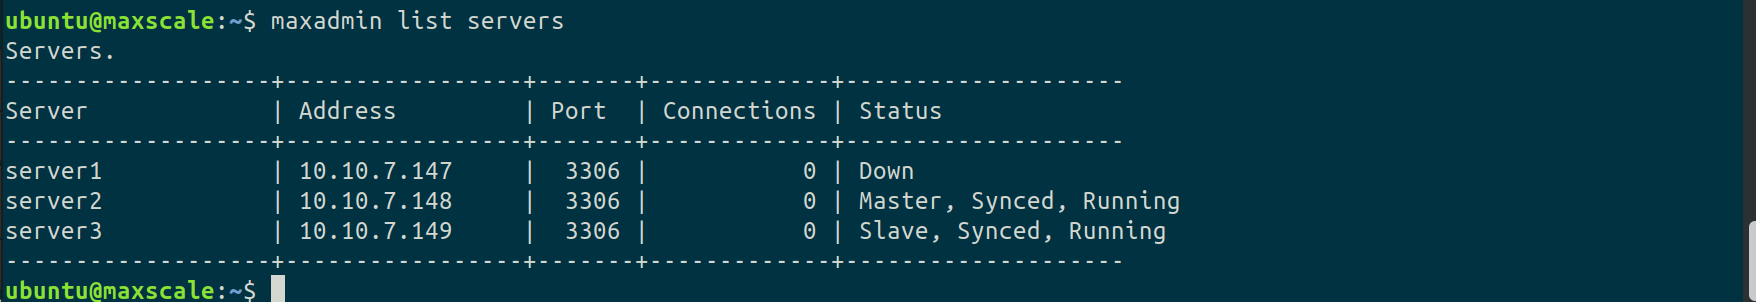 ubuntu@maxscale:~$ maxadmin list servers
Servers.
-------------------+-----------------+-------+-------------+--------------------
Server             | Address         | Port  | Connections | Status
-------------------+-----------------+-------+-------------+--------------------
server1            | 10.10.7.147     |  3306 |           0 | Down
server2            | 10.10.7.148     |  3306 |           0 | Master, Synced, Running
server3            | 10.10.7.149     |  3306 |           0 | Slave, Synced, Running
-------------------+-----------------+-------+-------------+--------------------
ubuntu@maxscale:~$